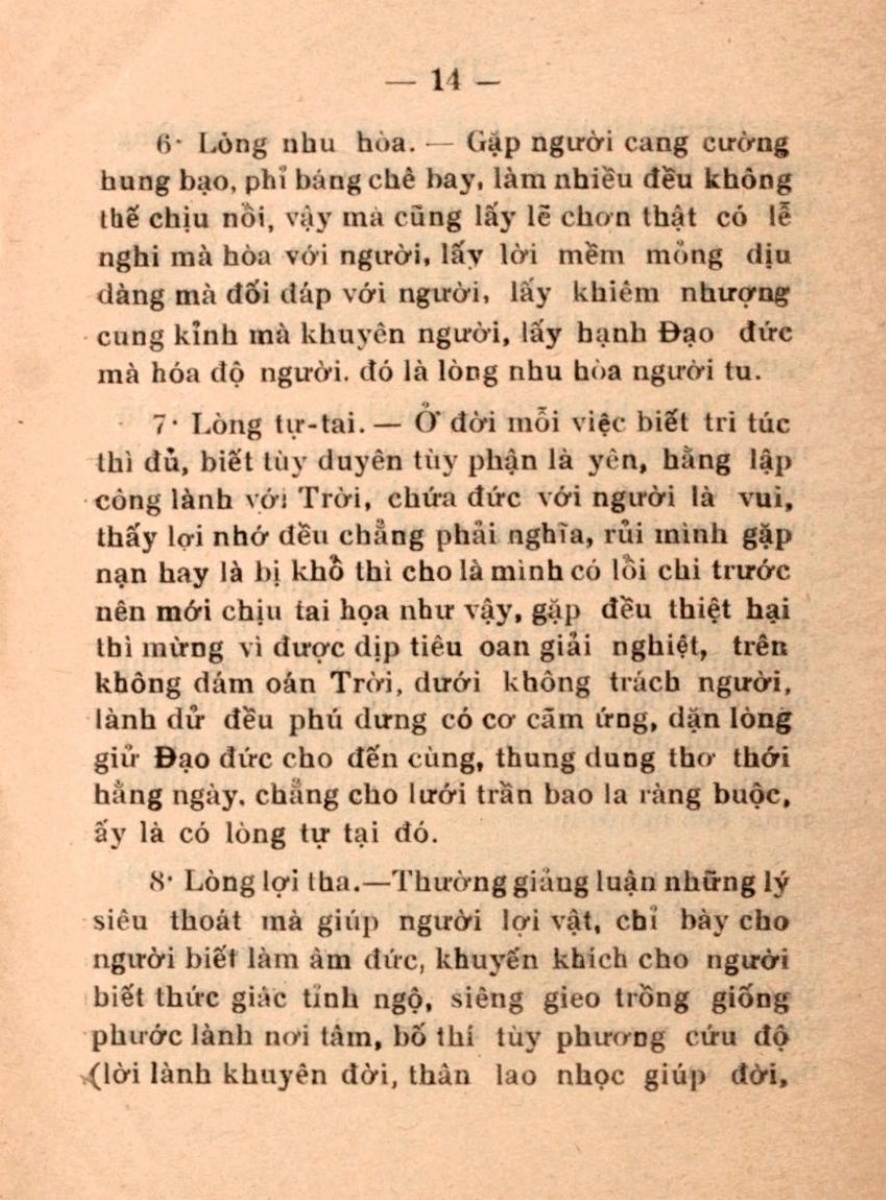 — 14 —
6· Lòng nhu hòa. — Gặp người cang cường
hung bạo, phỉ báng chê bay, làm nhiều đều không
thế chịu nồi, vậy mà cũng lấy lẽ chơn thật có lễ
nghi mà hòa với người, lấy lời mềm mỏng dịu
dàng mà đối đáp với người, lấy khiêm nhượng
cung kỉnh mà khuyên người, lấy hạnh Đạo đức
mà hóa độ người. đó là lòng nhu hòa người tu.
7· Lòng tự-tai. — Ở đời mỗi việc biết tri túc
thì đủ, biết tùy duyên tùy phận là yên, hằng lập
công lành với Trời, chứa đức với người là vui,
thấy lợi nhớ đều chẳng phải nghĩa, rủi mình gặp
nạn hay là bị khổ thì cho là mình có lồi chi trước
nên mới chịu tai họa như vậy, gặp đều thiệt hại
thì mừng vì được dịp tiêu oan giải nghiệt, trên
không dám oán Trời, dưới không trách người,
lành dử đều phú dưng có cơ cãm ứng, dặn lòng
giử Đạo đức cho đến cùng, thung dung thơ thới
hằng ngày. chẳng cho lưới trần bao la ràng buộc,
ấy là có lòng tự tại đó.
8· Lòng lợi tha.—Thường giảng luận những lý
siêu thoát mà giúp người lợi vật, chỉ bày cho
người biết làm âm đức, khuyến khích cho người
biết thức giác tỉnh ngộ, siêng gieo trồng giống
phước lành nơi tâm, bố thí tùy phương cứu độ
(lời lành khuyên đời, thân lao nhọc giúp đời,